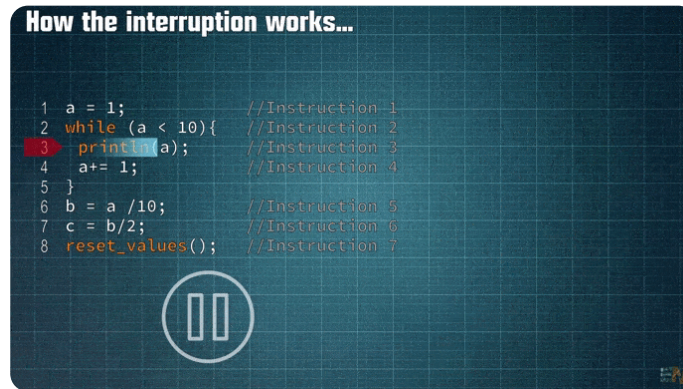 How the interruption works...
1 a = 1; //Instruction 1
2 while (a < 10){ //Instruction 2
3 println(a); //Instruction 3
4 a+= 1; //Instruction 4
5 }
6 b = a /10; //Instruction 5
7 c = b/2; //Instruction 6
8 reset_values(); //Instruction 7